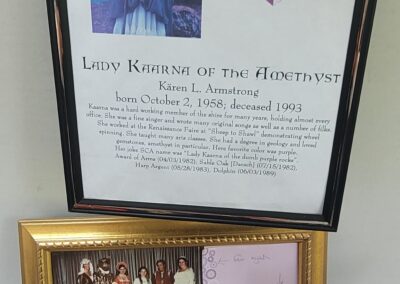 LADY KAARNA OF THE AMETHYST
Kären L. Armstrong
born October 2, 1958; deceased 1993
Kaarna was a hard working member of the shire for many years, holding almost every
office. She was a fine singer and wrote many original songs as well as a number of filks.
She worked at the Renaissance Faire at "Sheep to Shawl" demonstrating wheel
spinning. She taught many arts classes. She had a degree in geology and loved
gemstones, amethyst in particular. Her favorite color was purple.
Her joke SCA name was "Lady Kaarna of the dumb purple rocks".
Award of Arms (04/03/1982), Sable Oak [Darach] (07/15/1982),
Harp Argent (05/28/1983), Dolphin (06/03/1989)